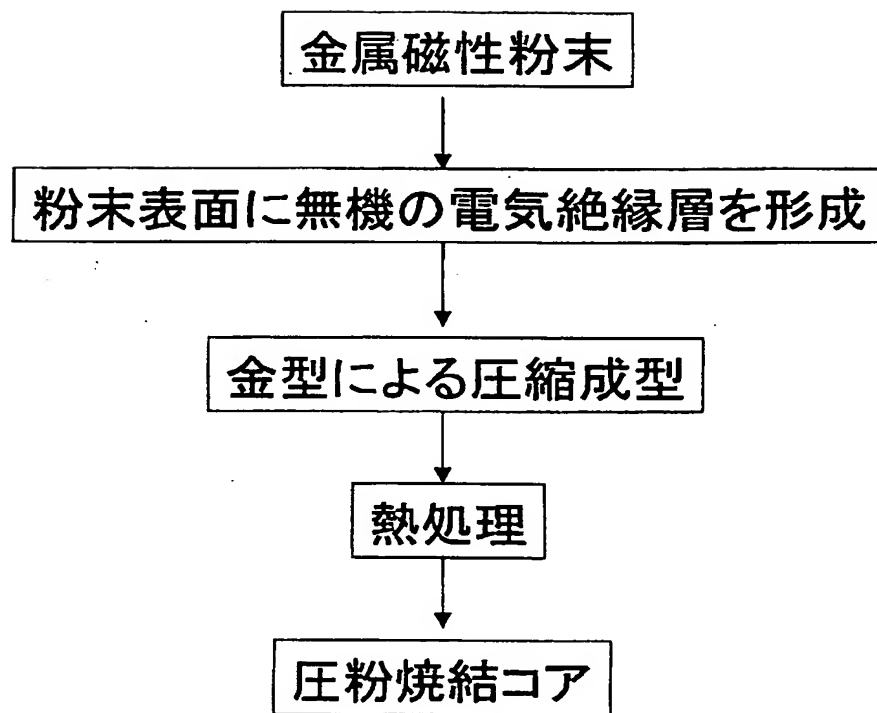 金属磁性粉末
粉末表面に無機の電気絶縁層を形成
金型による圧縮成型
熱処理
圧粉焼結コア